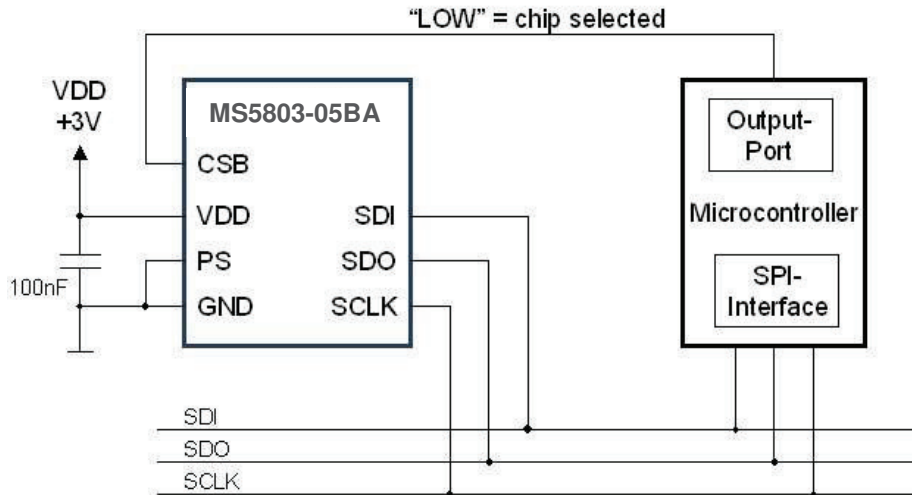 “LOW” = chip selected
VDD
+3V
100nF
MS5803-05BA
CSB
VDD
PS
GND
SDI
SDO
SCLK
Output-
Port
Microcontroller
SPI-
Interface
SDI
SDO
SCLK